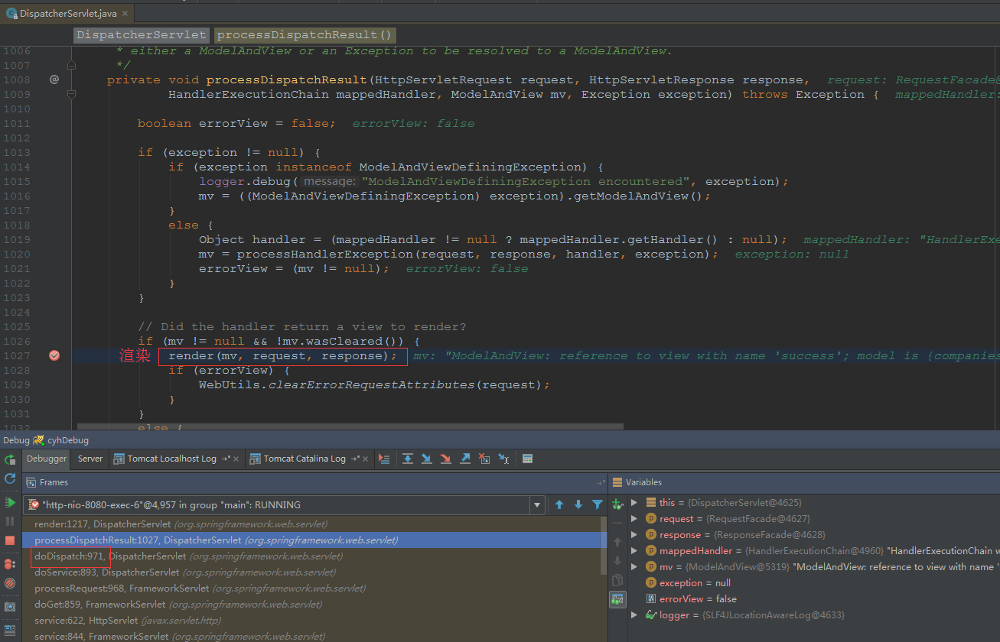 DispatcherServlet.java ×
DispatcherServlet processDispatchResult()
1006 * either a ModelAndView or an Exception to be resolved to a ModelAndView.
1007 */
1008 @ private void processDispatchResult(HttpServletRequest request, HttpServletResponse response, request: RequestFacade@
1009 HandlerExecutionChain mappedHandler, ModelAndView mv, Exception exception) throws Exception { mappedHandler:
1010
1011 boolean errorView = false; errorView: false
1012
1013 if (exception != null) {
1014 if (exception instanceof ModelAndViewDefiningException) {
1015 logger.debug( message: "ModelAndViewDefiningException encountered", exception);
1016 mv = ((ModelAndViewDefiningException) exception).getModelAndView();
1017 }
1018 else {
1019 Object handler = (mappedHandler != null ? mappedHandler.getHandler() : null); mappedHandler: "HandlerExe
1020 mv = processHandlerException(request, response, handler, exception); exception: null
1021 errorView = (mv != null); errorView: false
1022 }
1023 }
1024
1025 // Did the handler return a view to render?
1026 if (mv != null && !mv.wasCleared()) {
1027 渲染 render(mv, request, response); mv: "ModelAndView: reference to view with name 'success'; model is {companies
1028 if (errorView) {
1029 WebUtils.clearErrorRequestAttributes(request);
1030 }
1031 }
1032 else {
Debug cyhDebug
Debugger Server Tomcat Localhost Log →* × Tomcat Catalina Log →* ×
Frames →*
"http-nio-8080-exec-6"@4,957 in group "main": RUNNING
render:1217, DispatcherServlet (org.springframework.web.servlet)
processDispatchResult:1027, DispatcherServlet (org.springframework.web.servlet)
doDispatch:971, DispatcherServlet (org.springframework.web.servlet)
doService:893, DispatcherServlet (org.springframework.web.servlet)
processRequest:968, FrameworkServlet (org.springframework.web.servlet)
doGet:859, FrameworkServlet (org.springframework.web.servlet)
service:622, HttpServlet (javax.servlet.http)
service:844, FrameworkServlet (org.springframework.web.servlet)
Variables
this = {DispatcherServlet@4625}
request = {RequestFacade@4627}
response = {ResponseFacade@4628}
mappedHandler = {HandlerExecutionChain@4960} "HandlerExecutionChain w
mv = {ModelAndView@5319} "ModelAndView: reference to view with name '
exception = null
errorView = false
logger = {SLF4JLocationAwareLog@4633}